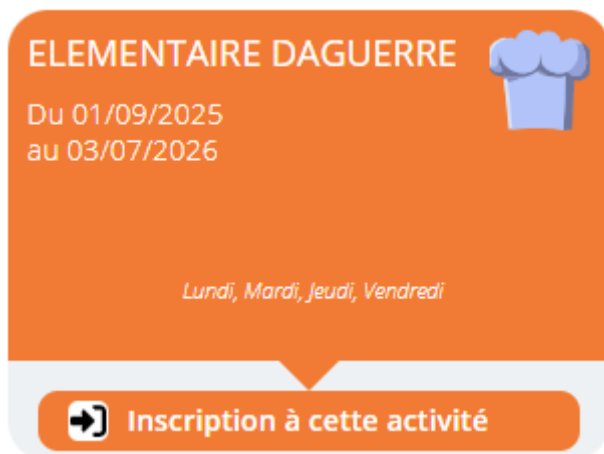 ELEMENTAIRE DAGUERRE
Du 01/09/2025
au 03/07/2026
Lundi, Mardi, Jeudi, Vendredi
Inscription à cette activité